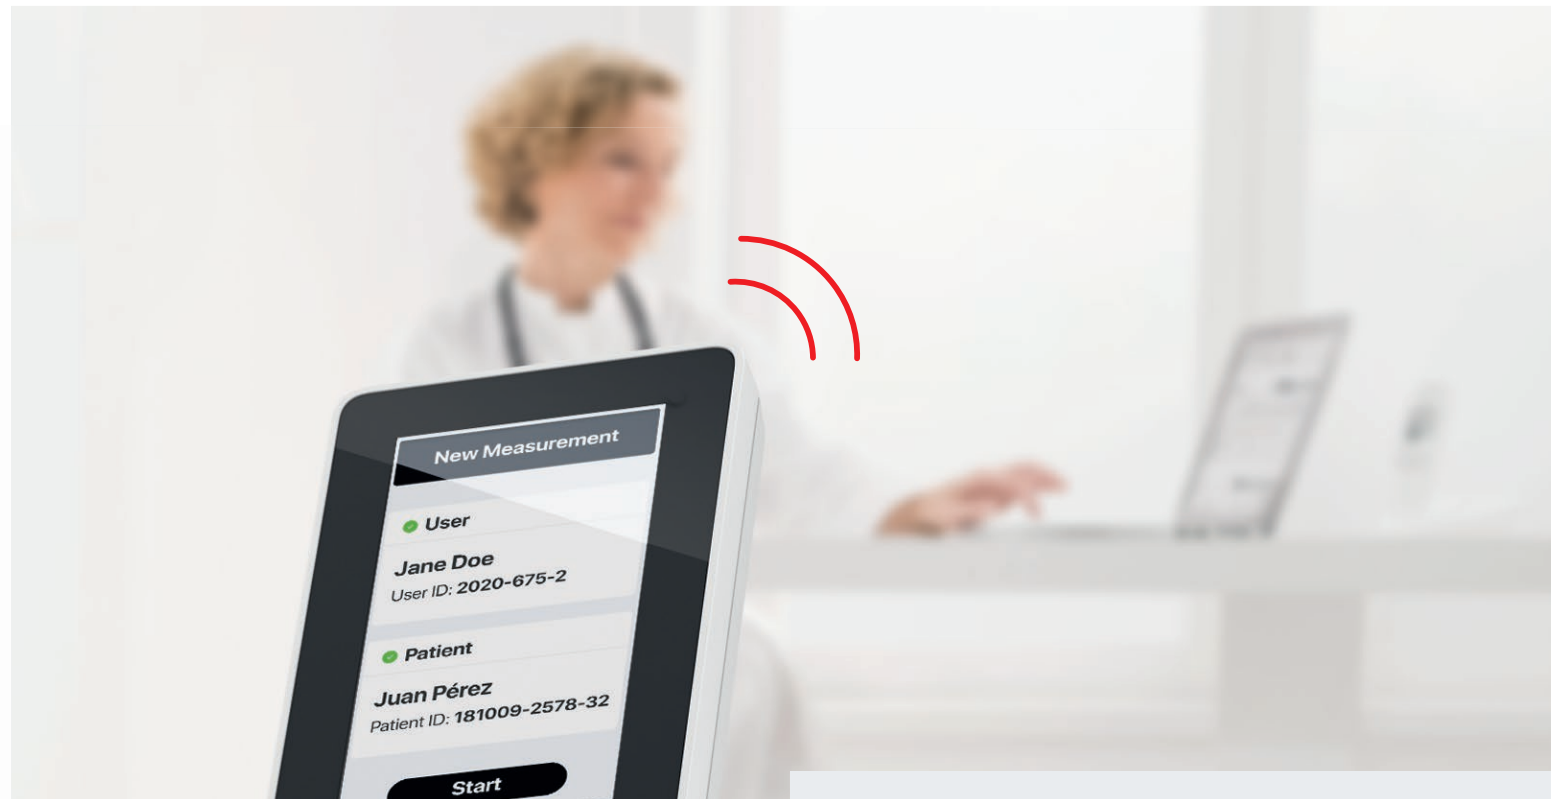 New Measurement
User
Jane Doe
User ID: 2020-675-2
Patient
Juan Pérez
Patient ID: 181009-2578-32
Start